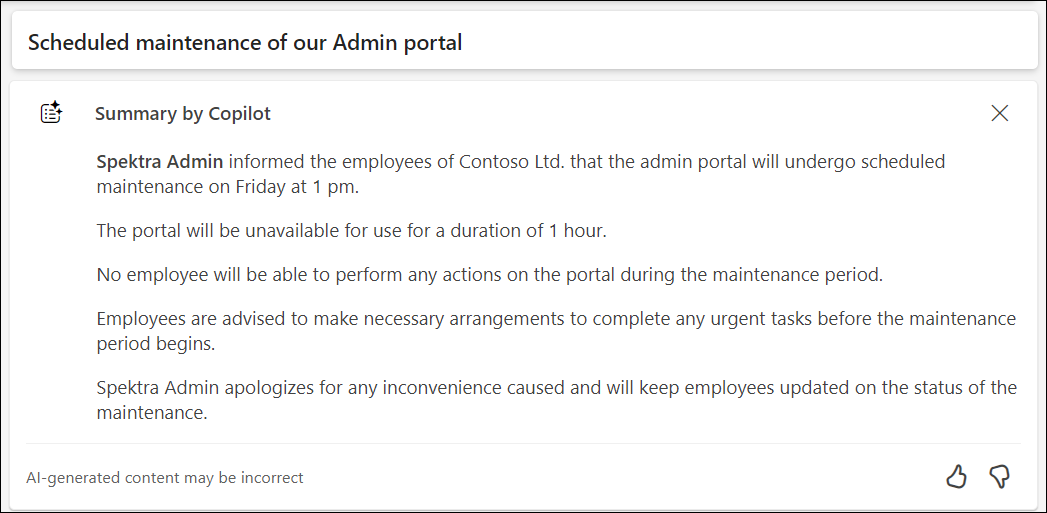 Scheduled maintenance of our Admin portal
Summary by Copilot
Spektra Admin informed the employees of Contoso Ltd. that the admin portal will undergo scheduled
maintenance on Friday at 1 pm.
The portal will be unavailable for use for a duration of 1 hour.
No employee will be able to perform any actions on the portal during the maintenance period.
Employees are advised to make necessary arrangements to complete any urgent tasks before the maintenance
period begins.
Spektra Admin apologizes for any inconvenience caused and will keep employees updated on the status of the
maintenance.
AI-generated content may be incorrect